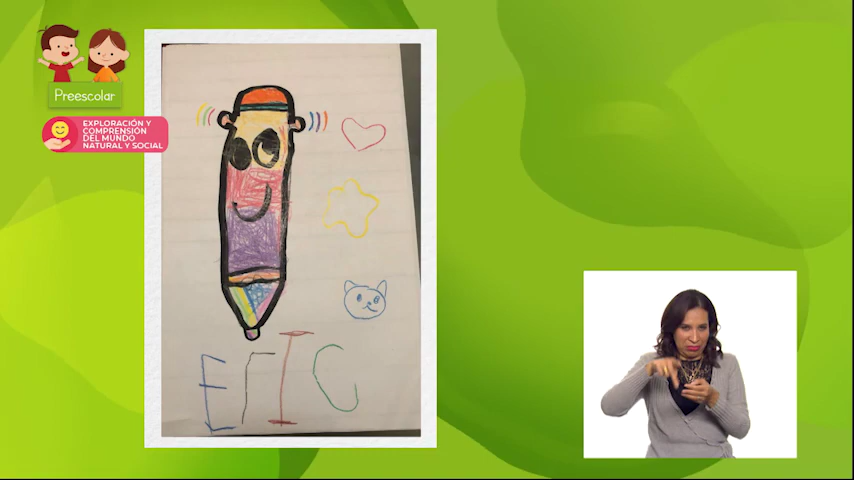 Preescolar
EXPLORACIÓN Y
COMPRENSIÓN
DEL MUNDO
NATURAL Y SOCIAL
ErIC